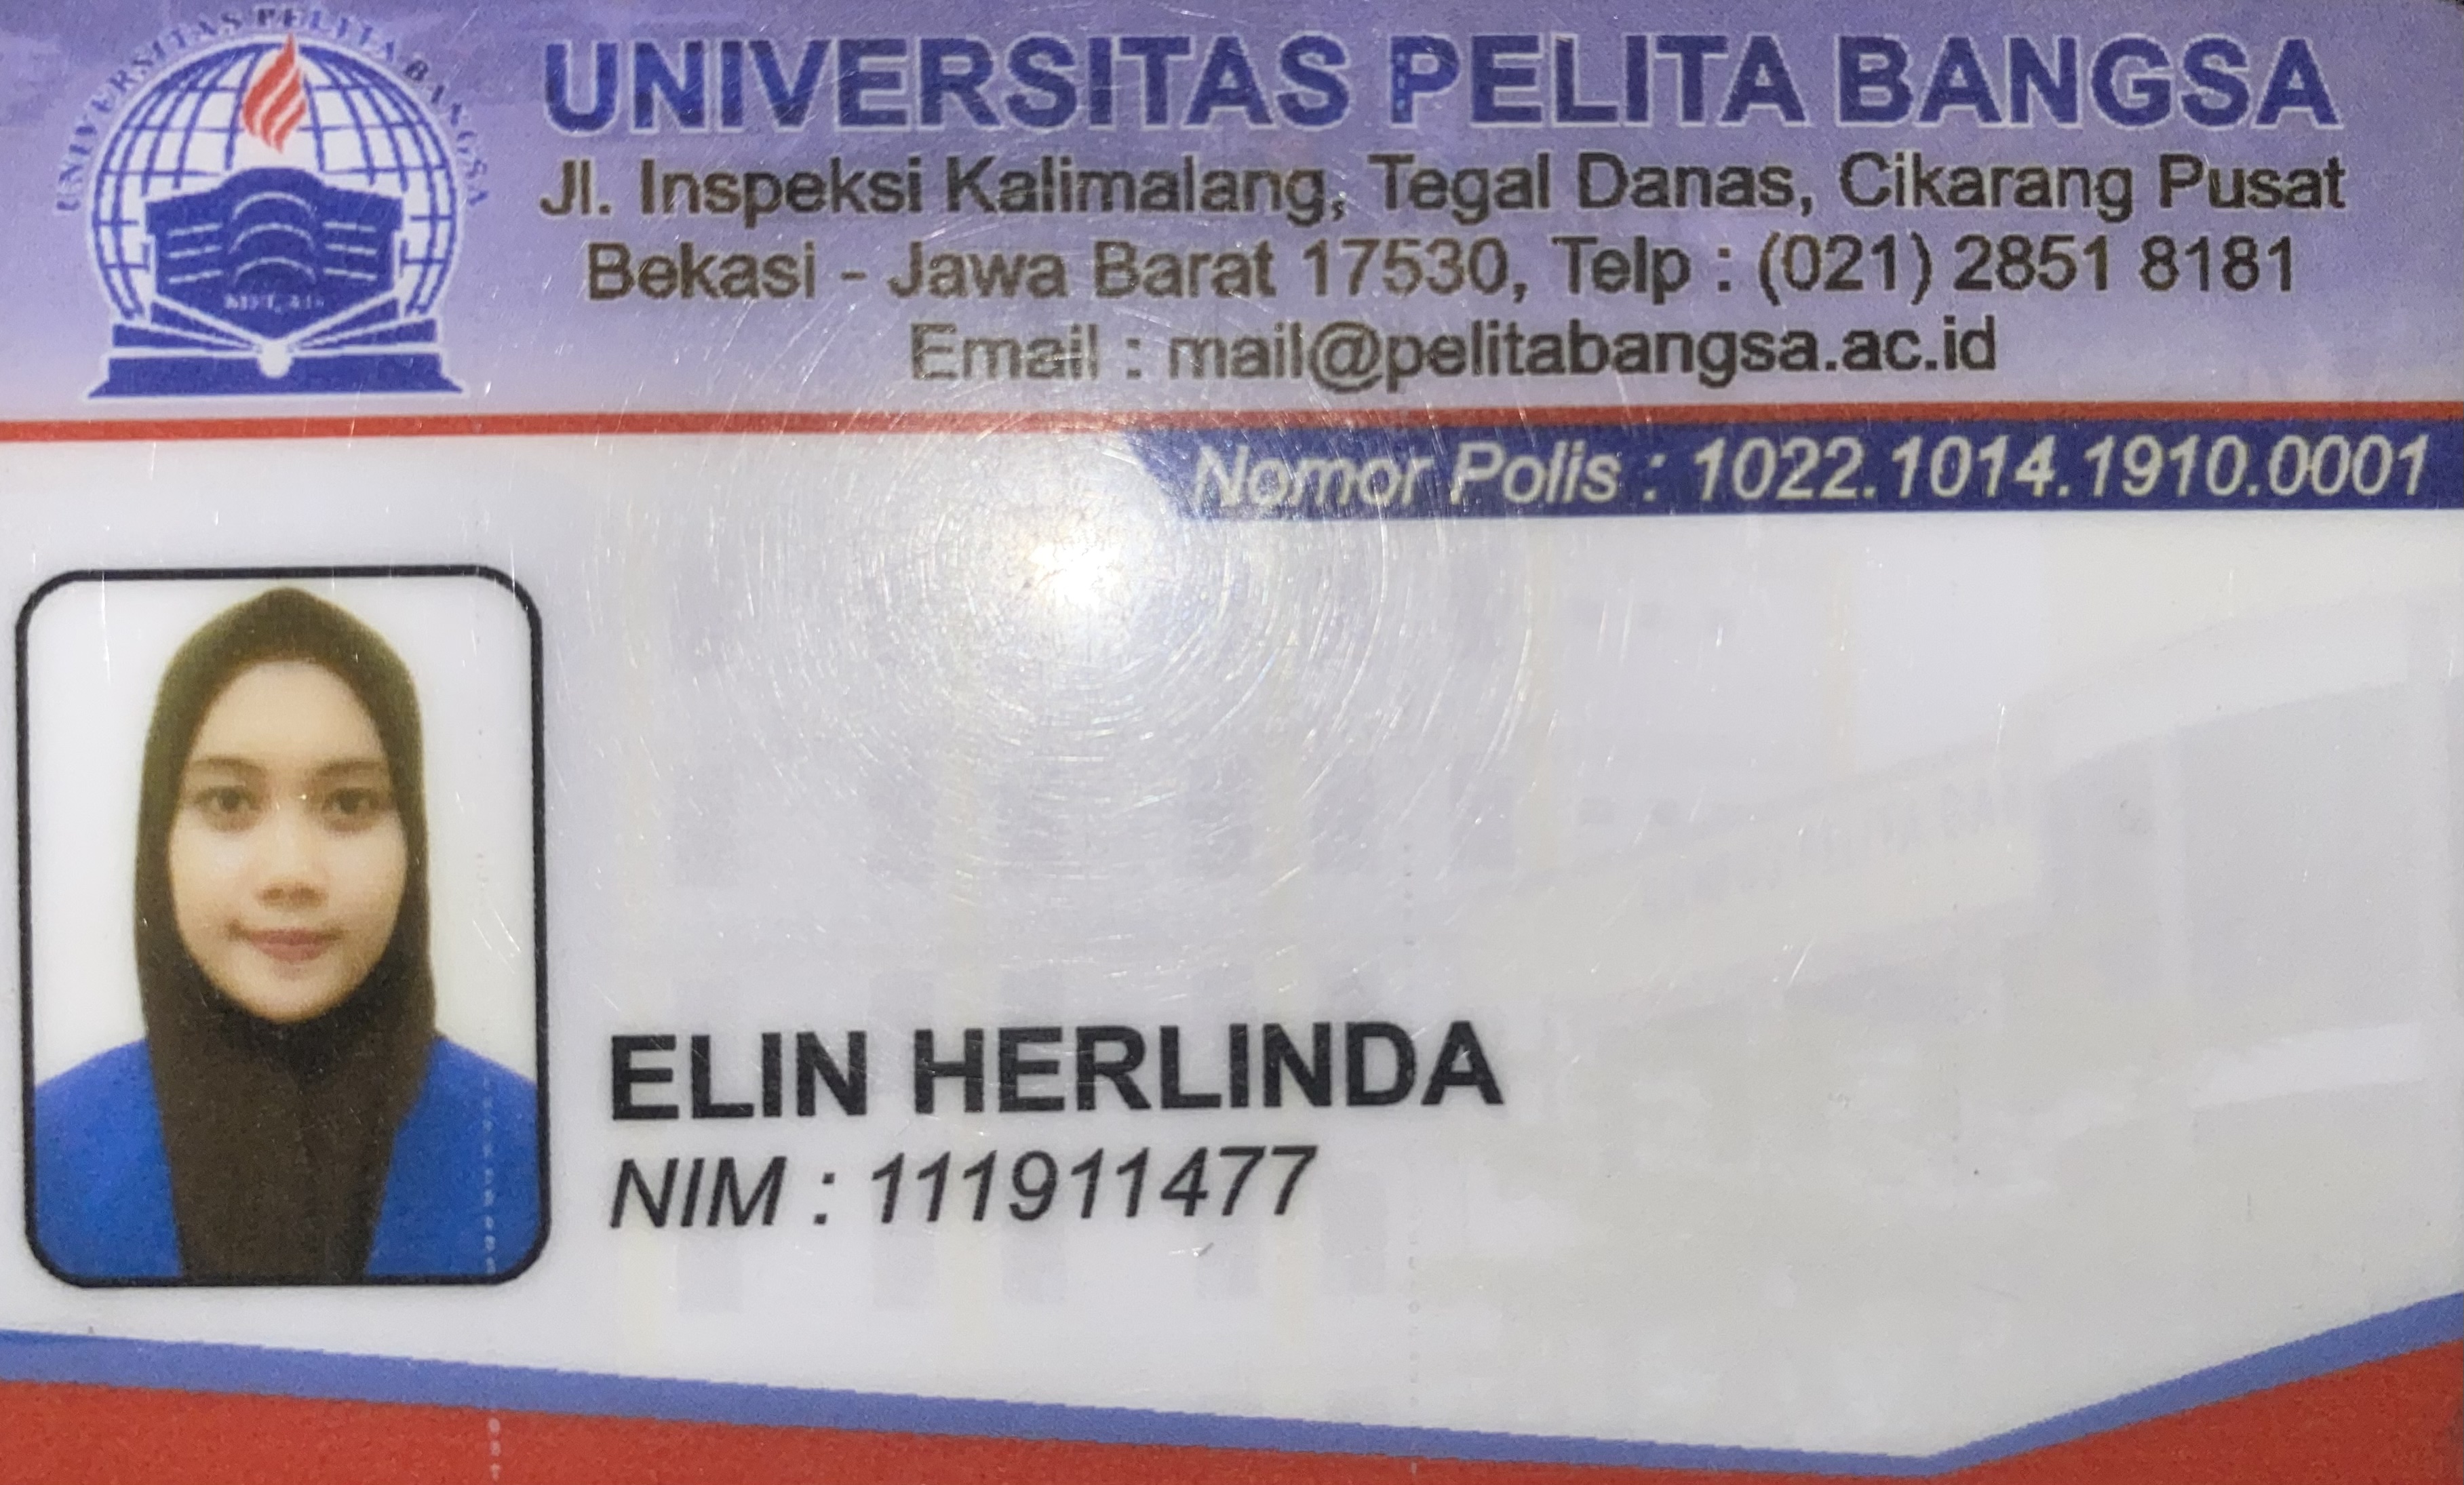 UNIVERSITAS PELITA BANGSA
UNIVERSITAS PELITA BANGSA
Jl. Inspeksi Kalimalang, Tegal Danas, Cikarang Pusat
Bekasi - Jawa Barat 17530, Telp : (021) 2851 8181
Email : mail@pelitabangsa.ac.id
Nomor Polis : 1022.1014.1910.0001
ELIN HERLINDA
NIM : 111911477